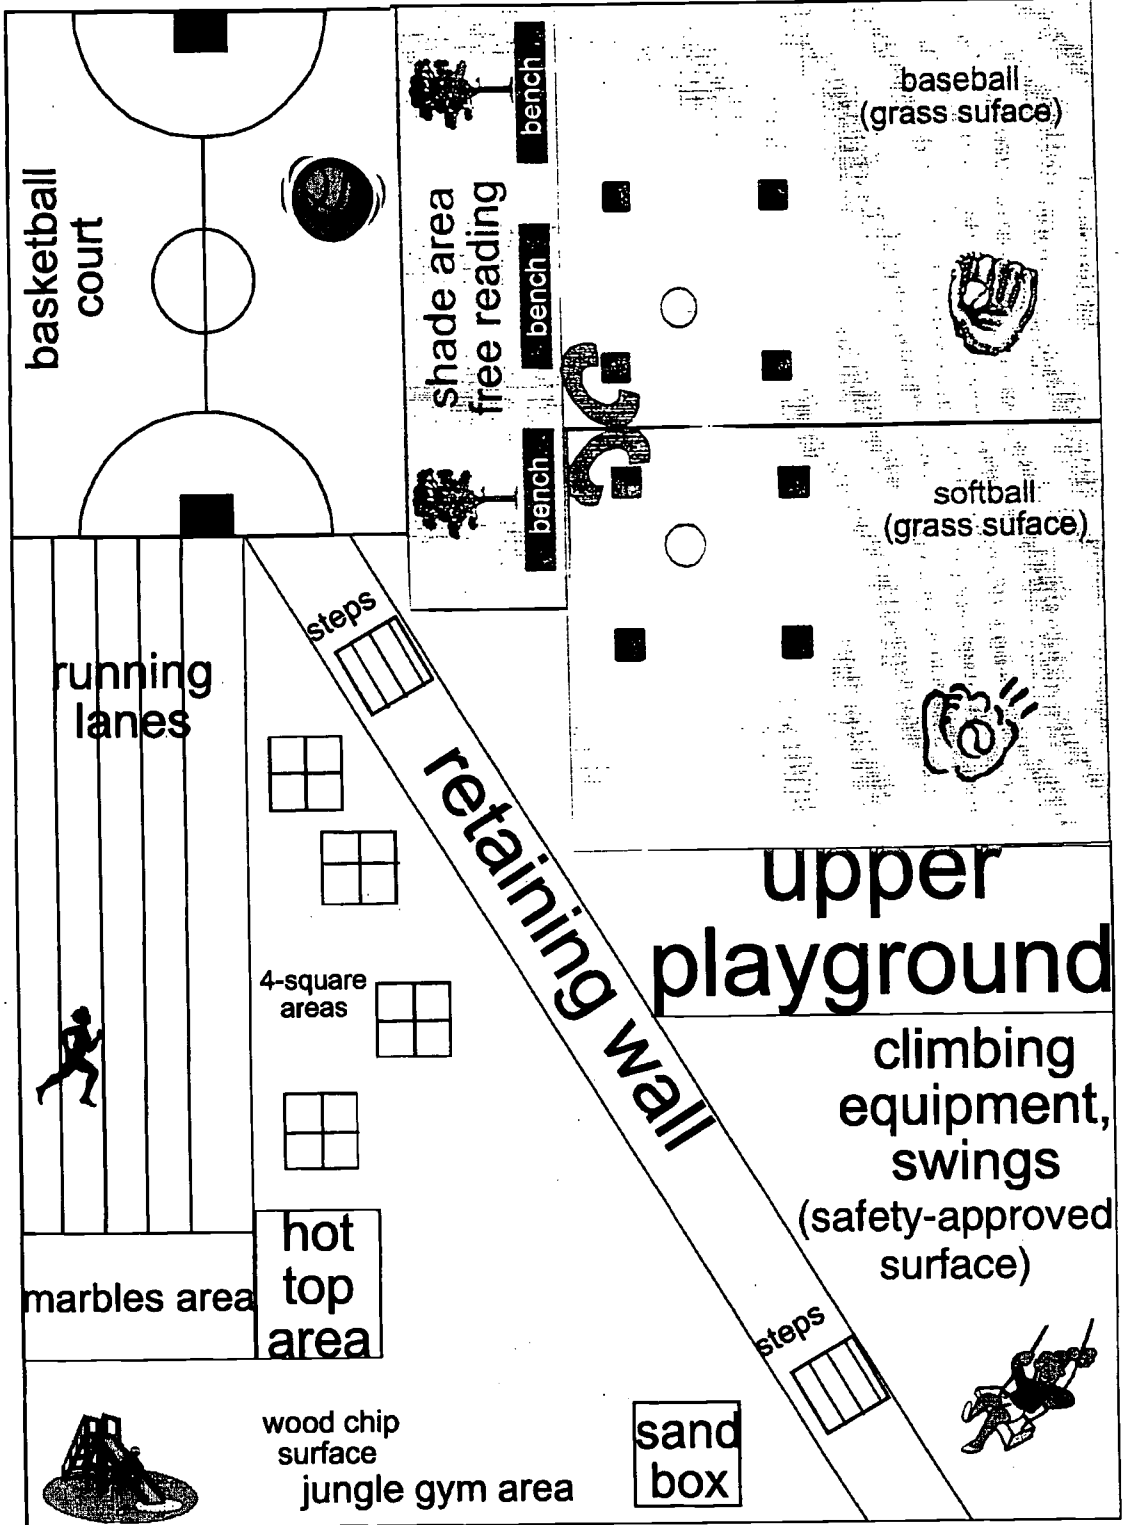 basketball
court
shade area
free reading
bench
bench
bench
baseball
(grass suface)
softball
(grass suface)
running
lanes
steps
retaining wall
4-square
areas
upper
playground
climbing
equipment,
swings
(safety-approved
surface)
hot
top
area
marbles area
steps
wood chip
surface
jungle gym area
sand
box